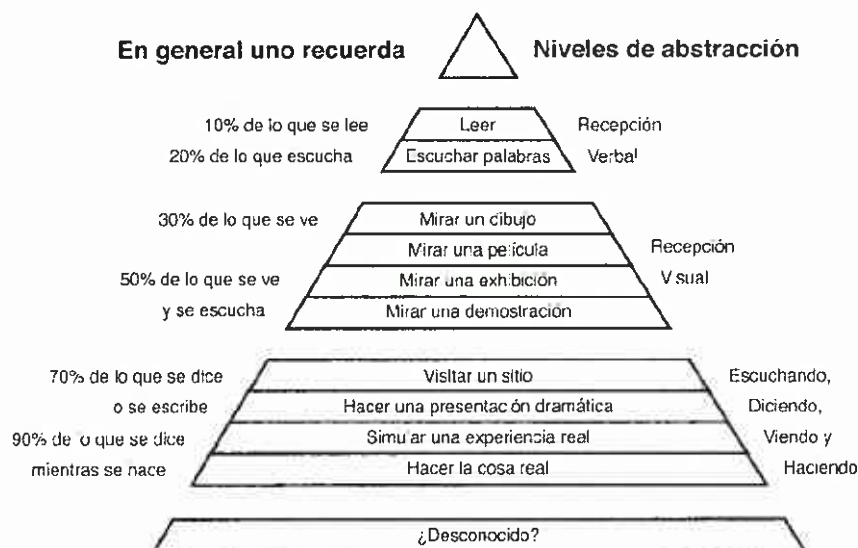 En general uno recuerda
Niveles de abstracción
10% de lo que se lee
Leer
Recepción
20% de lo que escucha
Escuchar palabras
Verbal
30% de lo que se ve
Mirar un dibujo
Mirar una película
Recepción
50% de lo que se ve
Mirar una exhibición
Visual
y se escucha
Mirar una demostración
70% de lo que se dice
Visitar un sitio
Escuchando,
o se escribe
Hacer una presentación dramática
Diciendo,
90% de lo que se dice
Simular una experiencia real
Viendo y
mientras se hace
Hacer la cosa real
Haciendo
¿Desconocido?